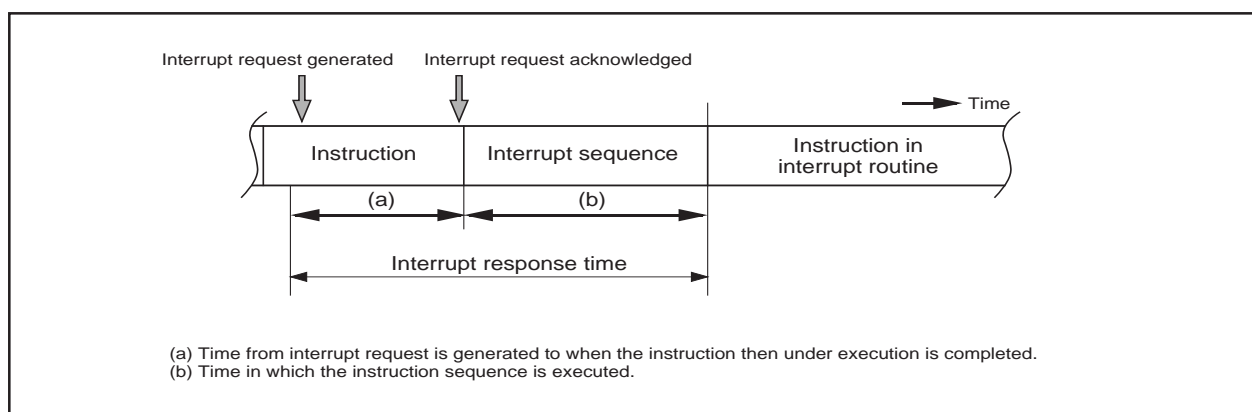 Interrupt request generated
Interrupt request acknowledged
Time
Instruction
Interrupt sequence
Instruction in
interrupt routine
(a)
(b)
Interrupt response time
(a) Time from interrupt request is generated to when the instruction then under execution is completed.
(b) Time in which the instruction sequence is executed.